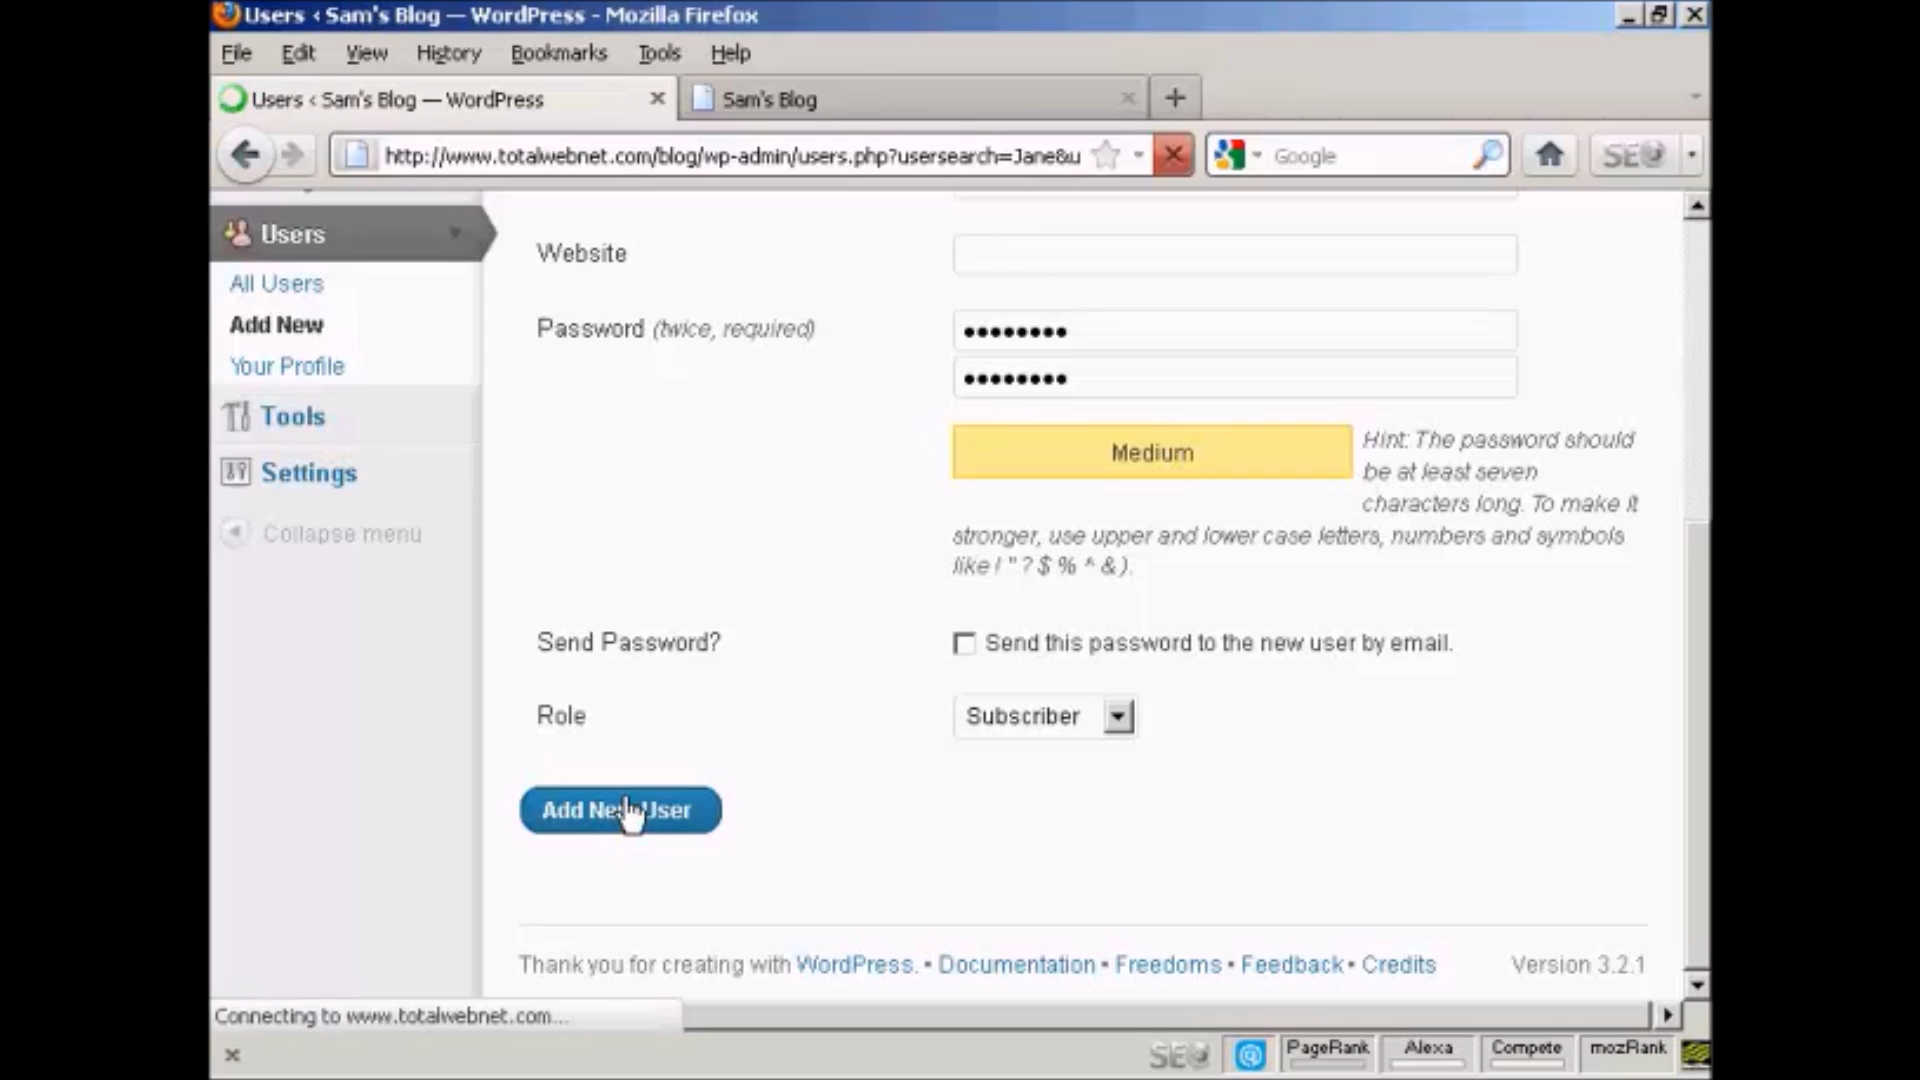 Users ‹ Sam's Blog — WordPress - Mozilla Firefox
File Edit View History Bookmarks Tools Help
Users ‹ Sam's Blog — WordPress
Sam's Blog
http://www.totalwebnet.com/blog/wp-admin/users.php?usersearch=Jane&u
Google
SEO
Users
All Users
Add New
Your Profile
Tools
Settings
Collapse menu
Website
Password (twice, required)
••••••••
••••••••
Medium
Hint: The password should
be at least seven
characters long. To make it
stronger, use upper and lower case letters, numbers and symbols
like ! " ? $ % ^ & ).
Send Password?
Send this password to the new user by email.
Role
Subscriber
Add New User
Thank you for creating with WordPress. • Documentation • Freedoms • Feedback • Credits
Version 3.2.1
Connecting to www.totalwebnet.com...
SEO
PageRank
Alexa
Compete
mozRank